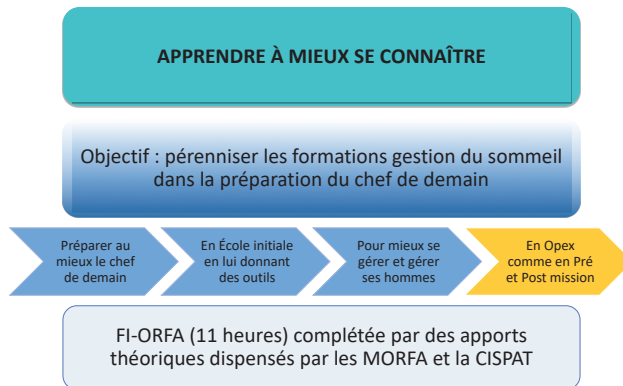 APPRENDRE À MIEUX SE CONNAÎTRE
Objectif : pérenniser les formations gestion du sommeil
dans la préparation du chef de demain
Préparer au
mieux le chef
de demain
En École initiale
en lui donnant
des outils
Pour mieux se
gérer et gérer
ses hommes
En Opex
comme en Pré
et Post mission
FI-ORFA (11 heures) complétée par des apports
théoriques dispensés par les MORFA et la CISPAT